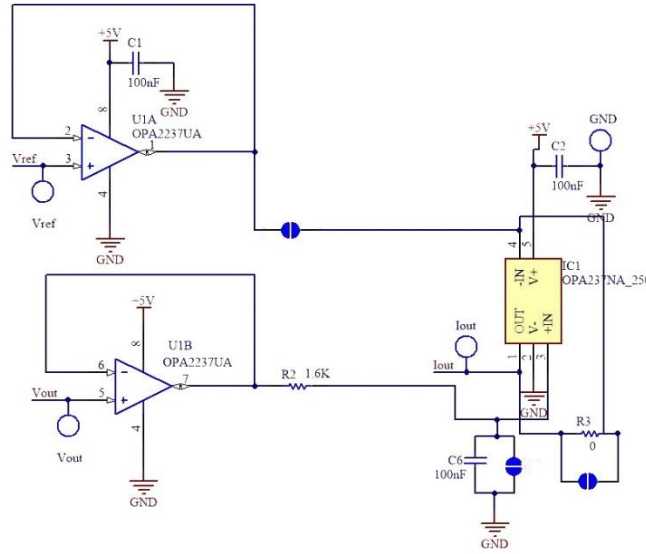 +5V
C1
100nF
GND
8
U1A
OPA2237UA
2
1
Vref
3
Vref
4
GND
GND
+5V
C2
100nF
GND
4
5
-IN
V+
IC1
OUT
V-
+IN
1
2
3
GND
Iout
Iout
+5V
8
U1B
OPA2237UA
6
7
R2
1.6K
Vout
5
Vout
4
GND
C6
100nF
GND
R3
0